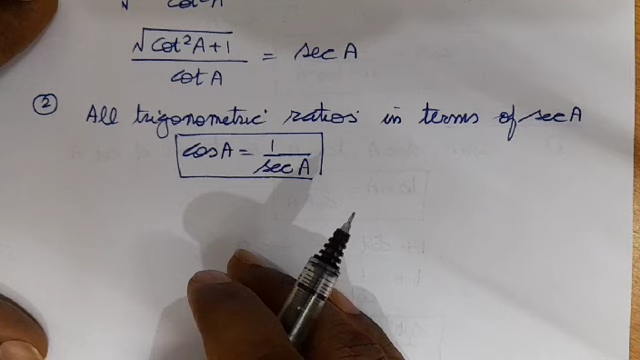 √(cot²A+1) / cot A = sec A
② All trigonometric ratios in terms of sec A
cos A = 1 / sec A